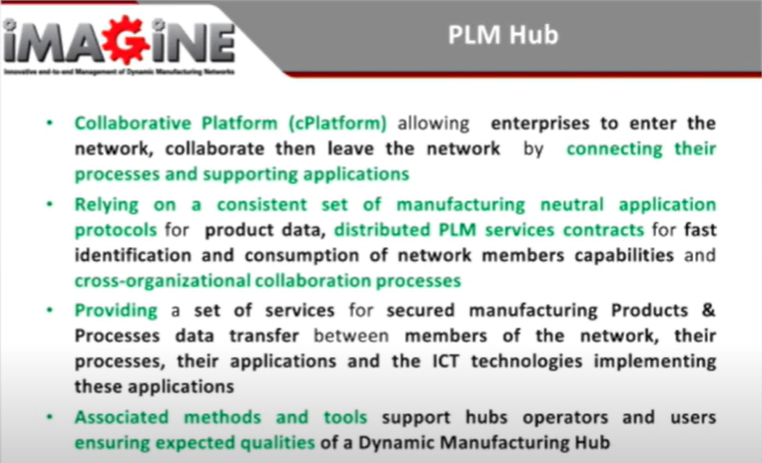 iMAGiNE
Innovative end-to-end Management of Dynamic Manufacturing Networks
PLM Hub
• Collaborative Platform (cPlatform) allowing enterprises to enter the
network, collaborate then leave the network by connecting their
processes and supporting applications
• Relying on a consistent set of manufacturing neutral application
protocols for product data, distributed PLM services contracts for fast
identification and consumption of network members capabilities and
cross-organizational collaboration processes
• Providing a set of services for secured manufacturing Products &
Processes data transfer between members of the network, their
processes, their applications and the ICT technologies implementing
these applications
• Associated methods and tools support hubs operators and users
ensuring expected qualities of a Dynamic Manufacturing Hub